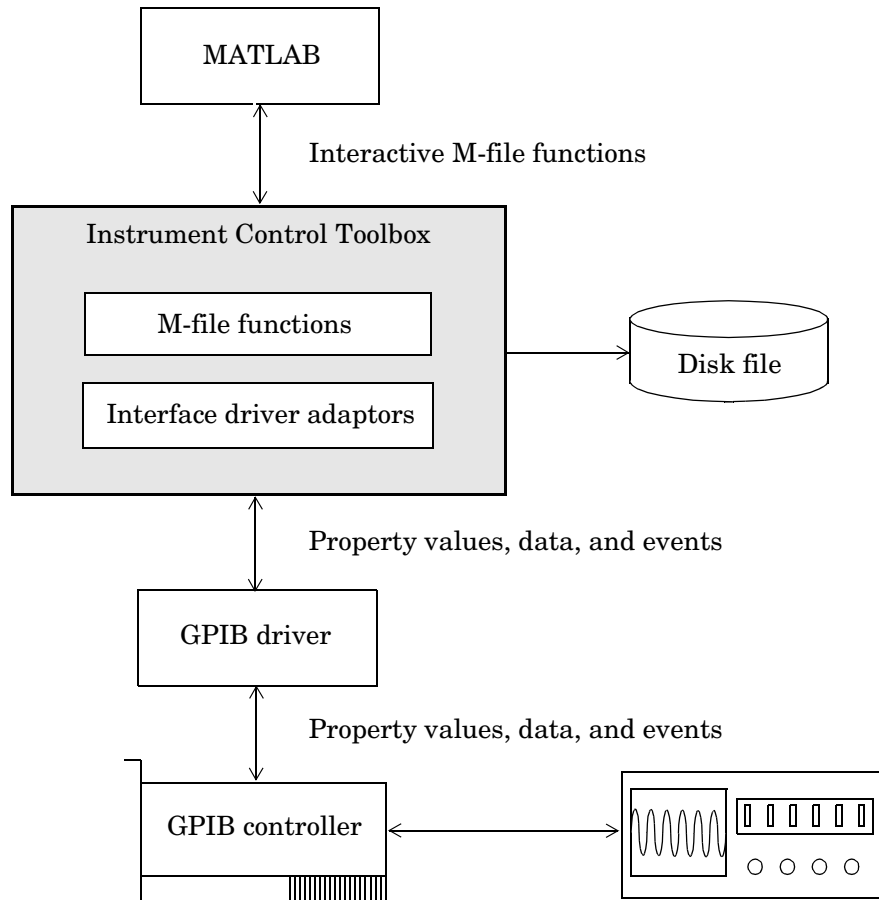 MATLAB
Interactive M-file functions
Instrument Control Toolbox
M-file functions
Interface driver adaptors
Disk file
Property values, data, and events
GPIB driver
Property values, data, and events
GPIB controller